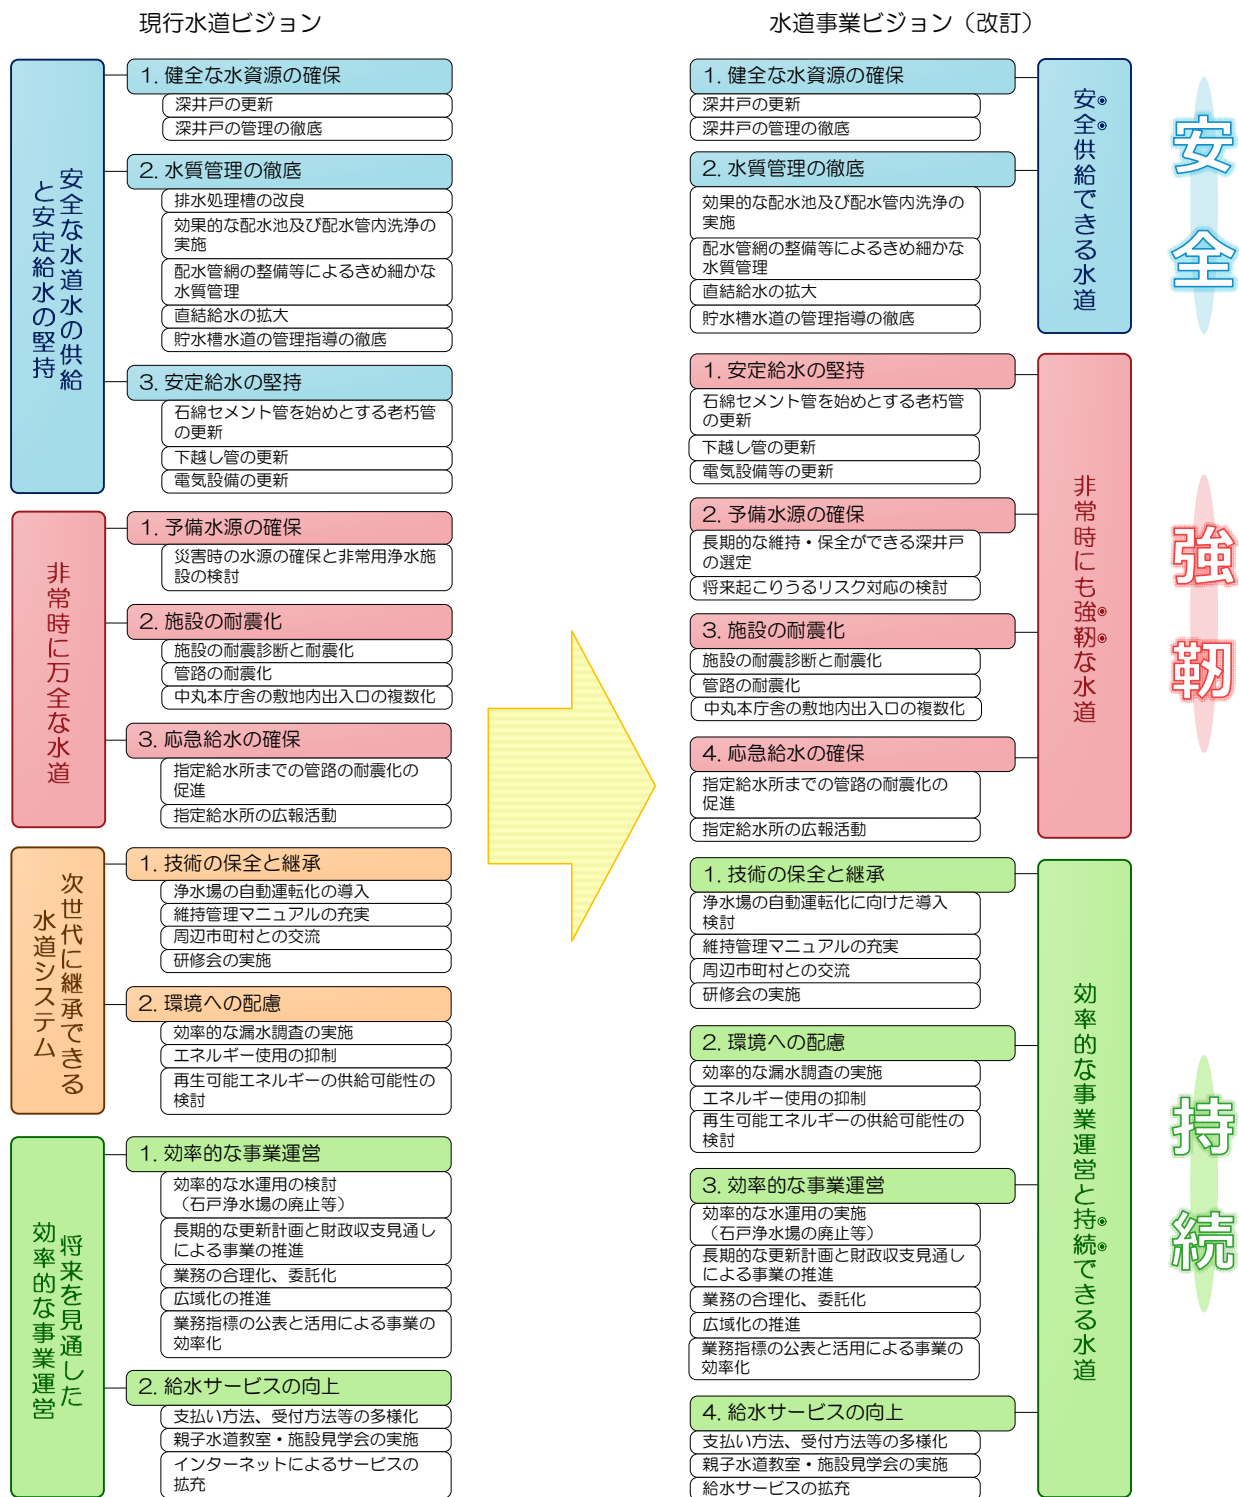 現行水道ビジョン
安全な水道水の供給
と安定給水の堅持
1. 健全な水資源の確保
深井戸の更新
深井戸の管理の徹底
2. 水質管理の徹底
排水処理槽の改良
効果的な配水池及び配水管内洗浄の
実施
配水管網の整備等によるきめ細かな
水質管理
直結給水の拡大
貯水槽水道の管理指導の徹底
3. 安定給水の堅持
石綿セメント管を始めとする老朽管
の更新
下越し管の更新
電気設備の更新
非常時に万全な水道
1. 予備水源の確保
災害時の水源の確保と非常用浄水施
設の検討
2. 施設の耐震化
施設の耐震診断と耐震化
管路の耐震化
中丸本庁舎の敷地内出入口の複数化
3. 応急給水の確保
指定給水所までの管路の耐震化の
促進
指定給水所の広報活動
次世代に継承できる
水道システム
1. 技術の保全と継承
浄水場の自動運転化の導入
維持管理マニュアルの充実
周辺市町村との交流
研修会の実施
2. 環境への配慮
効率的な漏水調査の実施
エネルギー使用の抑制
再生可能エネルギーの供給可能性の
検討
将来を見通した
効率的な事業運営
1. 効率的な事業運営
効率的な水運用の検討
（石戸浄水場の廃止等）
長期的な更新計画と財政収支見通し
による事業の推進
業務の合理化、委託化
広域化の推進
業務指標の公表と活用による事業の
効率化
2. 給水サービスの向上
支払い方法、受付方法等の多様化
親子水道教室・施設見学会の実施
インターネットによるサービスの
拡充
水道事業ビジョン（改訂）
1. 健全な水資源の確保
深井戸の更新
深井戸の管理の徹底
2. 水質管理の徹底
効果的な配水池及び配水管内洗浄の
実施
配水管網の整備等によるきめ細かな
水質管理
直結給水の拡大
貯水槽水道の管理指導の徹底
安全供給できる水道
安全
1. 安定給水の堅持
石綿セメント管を始めとする老朽管
の更新
下越し管の更新
電気設備等の更新
2. 予備水源の確保
長期的な維持・保全ができる深井戸
の選定
将来起こりうるリスク対応の検討
3. 施設の耐震化
施設の耐震診断と耐震化
管路の耐震化
中丸本庁舎の敷地内出入口の複数化
4. 応急給水の確保
指定給水所までの管路の耐震化の
促進
指定給水所の広報活動
非常時にも強靭な水道
強靭
1. 技術の保全と継承
浄水場の自動運転化に向けた導入
検討
維持管理マニュアルの充実
周辺市町村との交流
研修会の実施
2. 環境への配慮
効率的な漏水調査の実施
エネルギー使用の抑制
再生可能エネルギーの供給可能性の
検討
3. 効率的な事業運営
効率的な水運用の実施
（石戸浄水場の廃止等）
長期的な更新計画と財政収支見通し
による事業の推進
業務の合理化、委託化
広域化の推進
業務指標の公表と活用による事業の
効率化
4. 給水サービスの向上
支払い方法、受付方法等の多様化
親子水道教室・施設見学会の実施
給水サービスの拡充
効率的な事業運営と持続できる水道
持続